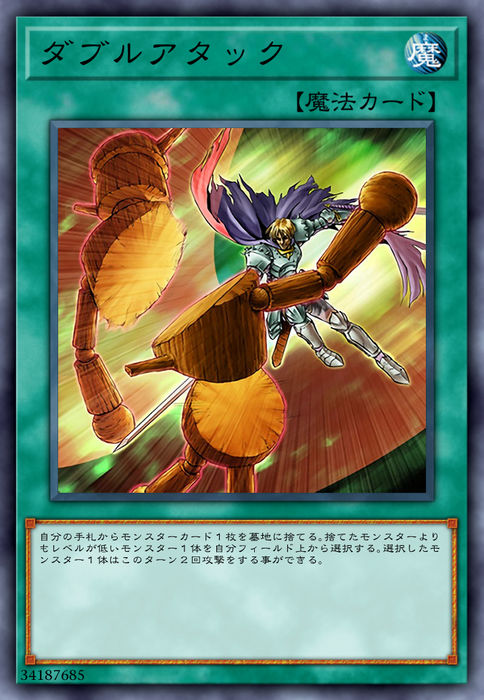 ダブルアタック
魔
【魔法カード】
自分の手札からモンスターカード１枚を墓地に捨てる。捨てたモンスターより
もレベルが低いモンスター１体を自分フィールド上から選択する。選択したモ
ンスター１体はこのターン２回攻撃をする事ができる。
34187685